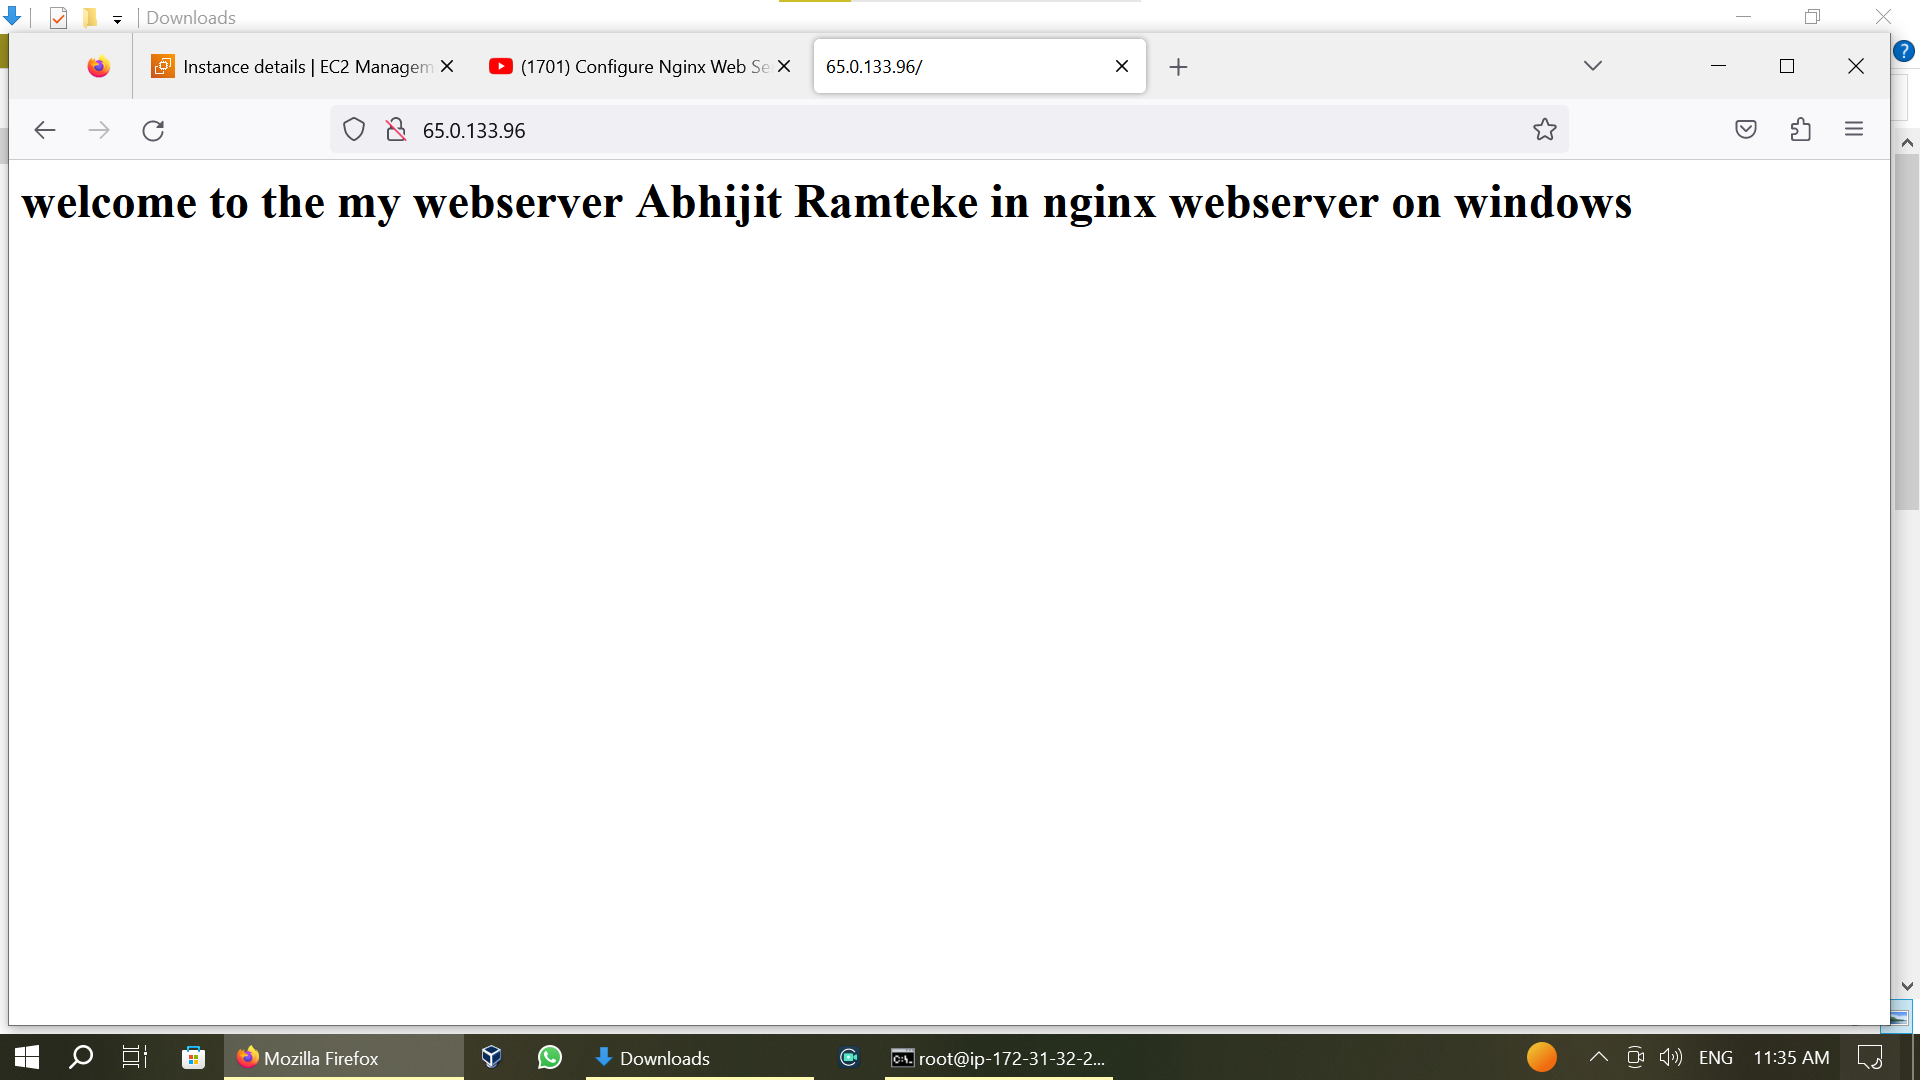 Downloads
Instance details | EC2 Managem
(1701) Configure Nginx Web Se
65.0.133.96/
65.0.133.96
welcome to the my webserver Abhijit Ramteke in nginx webserver on windows
Mozilla Firefox
Downloads
C:\.
root@ip-172-31-32-2...
ENG
11:35 AM